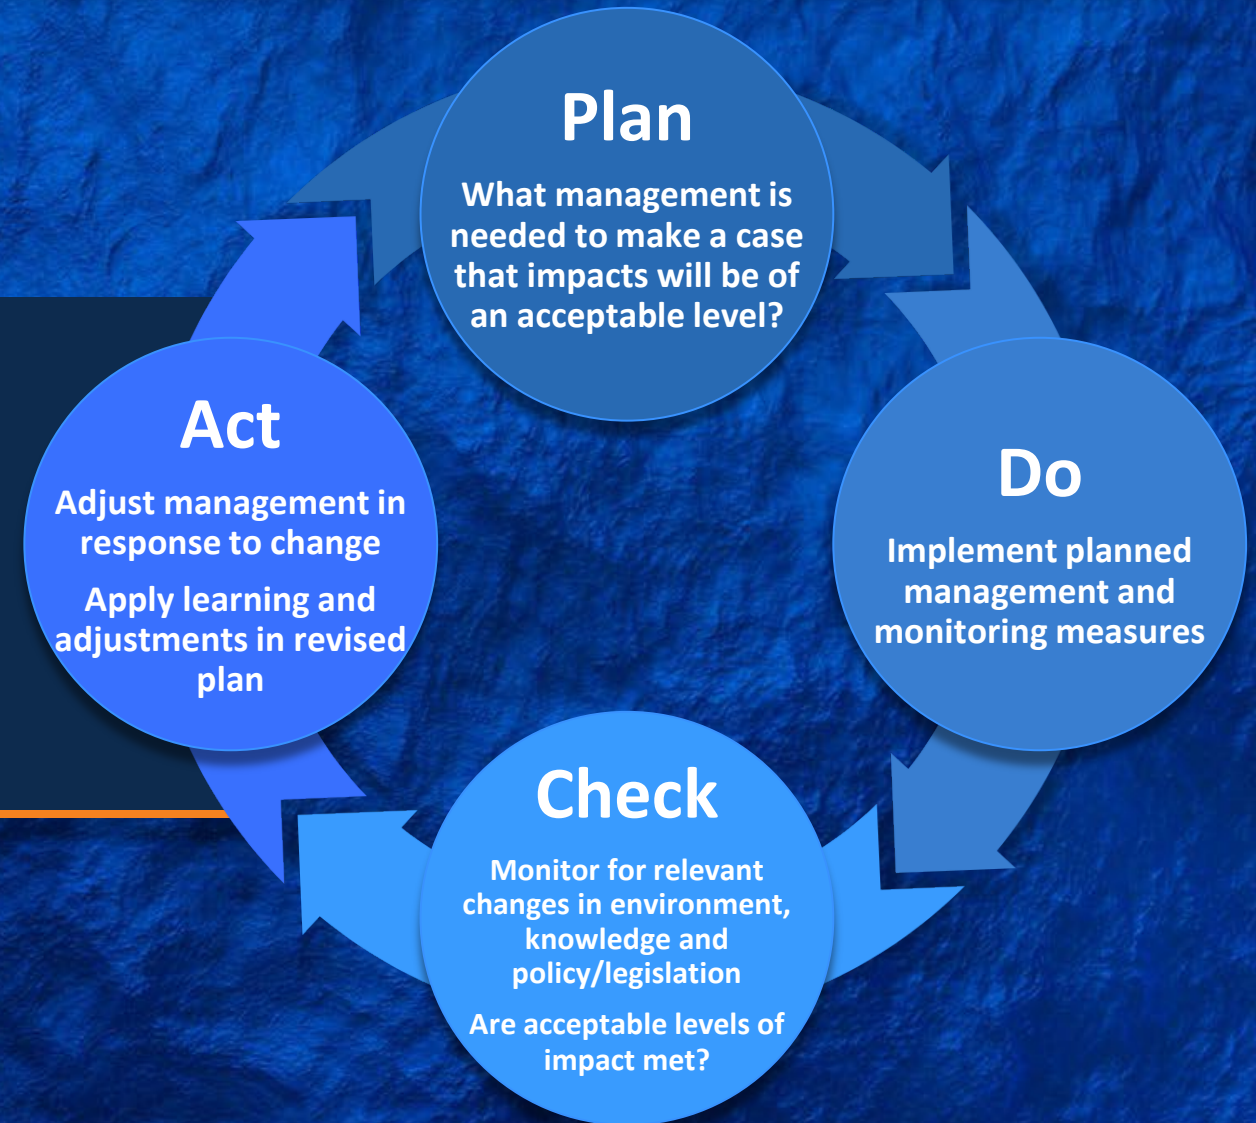 Plan
What management is
needed to make a case
that impacts will be of
an acceptable level?
Do
Implement planned
management and
monitoring measures
Check
Monitor for relevant
changes in environment,
knowledge and
policy/legislation
Are acceptable levels of
impact met?
Act
Adjust management in
response to change
Apply learning and
adjustments in revised
plan